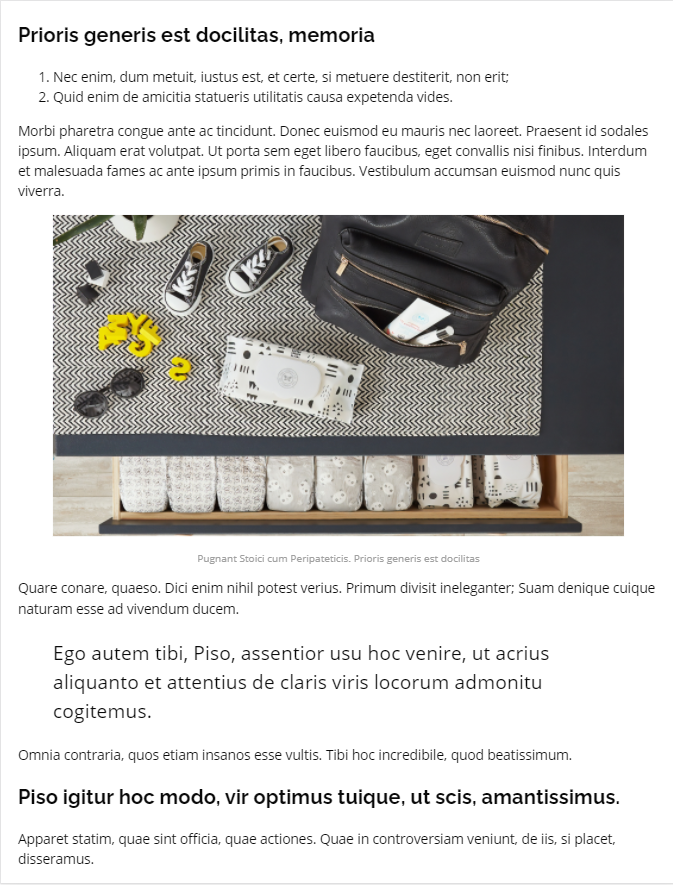 Prioris generis est docilitas, memoria
1. Nec enim, dum metuit, iustus est, et certe, si metuere destiterit, non erit;
2. Quid enim de amicitia statueris utilitatis causa expetenda vides.
Morbi pharetra congue ante ac tincidunt. Donec euismod eu mauris nec laoreet. Praesent id sodales
ipsum. Aliquam erat volutpat. Ut porta sem eget libero faucibus, eget convallis nisi finibus. Interdum
et malesuada fames ac ante ipsum primis in faucibus. Vestibulum accumsan euismod nunc quis
viverra.
Pugnant Stoici cum Peripateticis. Prioris generis est docilitas
Quare conare, quaeso. Dici enim nihil potest verius. Primum divisit ineleganter; Suam denique cuique
naturam esse ad vivendum ducem.
Ego autem tibi, Piso, assentior usu hoc venire, ut acrius
aliquanto et attentius de claris viris locorum admonitu
cogitemus.
Omnia contraria, quos etiam insanos esse vultis. Tibi hoc incredibile, quod beatissimum.
Piso igitur hoc modo, vir optimus tuique, ut scis, amantissimus.
Apparet statim, quae sint officia, quae actiones. Quae in controversiam veniunt, de iis, si placet,
disseramus.